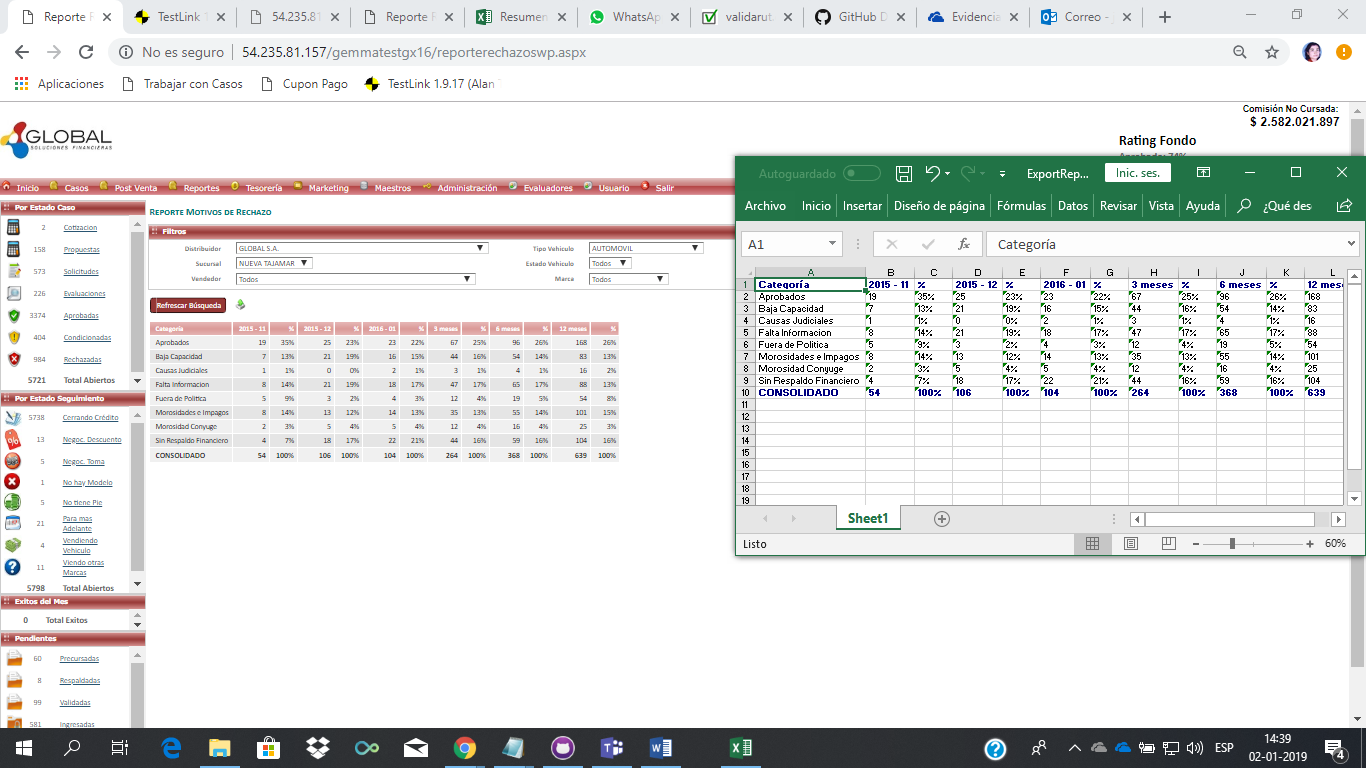 Reporte R
TestLink 1
54.235.81
Reporte R
Resumen
WhatsAp
validarut.
GitHub D
Evidencia
Correo -
No es seguro | 54.235.81.157/gemmatestgx16/reporterechazoswp.aspx
Aplicaciones Trabajar con Casos Cupon Pago TestLink 1.9.17 (Alan
Comisión No Cursada:
$ 2.582.021.897
GLOBAL
SOLUCIONES FINANCIERAS
Rating Fondo
Inicio Casos Post Venta Reportes Tesorería Marketing Maestros Administración Evaluadores Usuario Salir
Por Estado Caso
2 Cotizacion
158 Propuestas
573 Solicitudes
226 Evaluaciones
3374 Aprobadas
404 Condicionadas
984 Rechazadas
5721 Total Abiertos
Por Estado Seguimiento
5738 Cerrando Crédito
13 Negoc. Descuento
5 Negoc. Toma
1 No hay Modelo
5 No tiene Pie
21 Para mas Adelante
4 Vendiendo Vehiculo
11 Viendo otras Marcas
5798 Total Abiertos
Exitos del Mes
0 Total Exitos
Pendientes
60 Precursadas
8 Respaldadas
99 Validadas
581 Ingresadas
REPORTE MOTIVOS DE RECHAZO
Filtros
Distribuidor GLOBAL S.A. Tipo Vehiculo AUTOMOVIL
Sucursal NUEVA TAJAMAR Estado Vehiculo Todos
Vendedor Todos Marca Todos
Refrescar Búsqueda
Categoría 2015 - 11 % 2015 - 12 % 2016 - 01 % 3 meses % 6 meses % 12 meses %
Aprobados 19 35% 25 23% 23 22% 67 25% 96 26% 168 26%
Baja Capacidad 7 13% 21 19% 16 15% 44 16% 54 14% 83 13%
Causas Judiciales 1 1% 0 0% 2 1% 3 1% 4 1% 16 2%
Falta Informacion 8 14% 21 19% 18 17% 47 17% 65 17% 88 13%
Fuera de Politica 5 9% 3 2% 4 3% 12 4% 19 5% 54 8%
Morosidades e Impagos 8 14% 13 12% 14 13% 35 13% 55 14% 101 15%
Morosidad Conyuge 2 3% 5 4% 5 4% 12 4% 16 4% 25 3%
Sin Respaldo Financiero 4 7% 18 17% 22 21% 44 16% 59 16% 104 16%
CONSOLIDADO 54 100% 106 100% 104 100% 264 100% 368 100% 639 100%
Autoguardado ExportRep... Inic. ses.
Archivo Inicio Insertar Diseño de página Fórmulas Datos Revisar Vista Ayuda ¿Qué des
A1 fx Categoría
A B C D E F G H I J K L
1 Categoría 2015 - 11 % 2015 - 12 % 2016 - 01 % 3 meses % 6 meses % 12 mes
2 Aprobados 19 35% 25 23% 23 22% 67 25% 96 26% 168
3 Baja Capacidad 7 13% 21 19% 16 15% 44 16% 54 14% 83
4 Causas Judiciales 1 1% 0 0% 2 1% 3 1% 4 1% 16
5 Falta Informacion 8 14% 21 19% 18 17% 47 17% 65 17% 88
6 Fuera de Politica 5 9% 3 2% 4 3% 12 4% 19 5% 54
7 Morosidades e Impagos 8 14% 13 12% 14 13% 35 13% 55 14% 101
8 Morosidad Conyuge 2 3% 5 4% 5 4% 12 4% 16 4% 25
9 Sin Respaldo Financiero 4 7% 18 17% 22 21% 44 16% 59 16% 104
10 CONSOLIDADO 54 100% 106 100% 104 100% 264 100% 368 100% 639
11
12
13
14
15
16
17
18
19
Sheet1
Listo 60%
ESP
14:39
02-01-2019
4